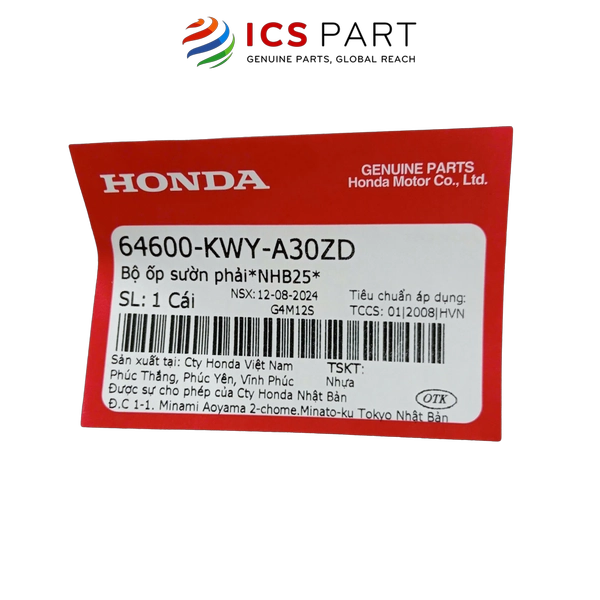 ICS PART
GENUINE PARTS, GLOBAL REACH
HONDA
GENUINE PARTS
Honda Motor Co., Ltd.
64600-KWY-A30ZD
Bộ ốp sườn phải*NHB25*
SL: 1 Cái
NSX: 12-08-2024
G4M12S
Tiêu chuẩn áp dụng:
TCCS: 01|2008|HVN
Sản xuất tại: Cty Honda Việt Nam
Phúc Thắng, Phúc Yên, Vĩnh Phúc
Được sự cho phép của Cty Honda Nhật Bản
Đ.C 1-1. Minami Aoyama 2-chome.Minato-ku Tokyo Nhật Bản
TSKT:
Nhựa
OTK